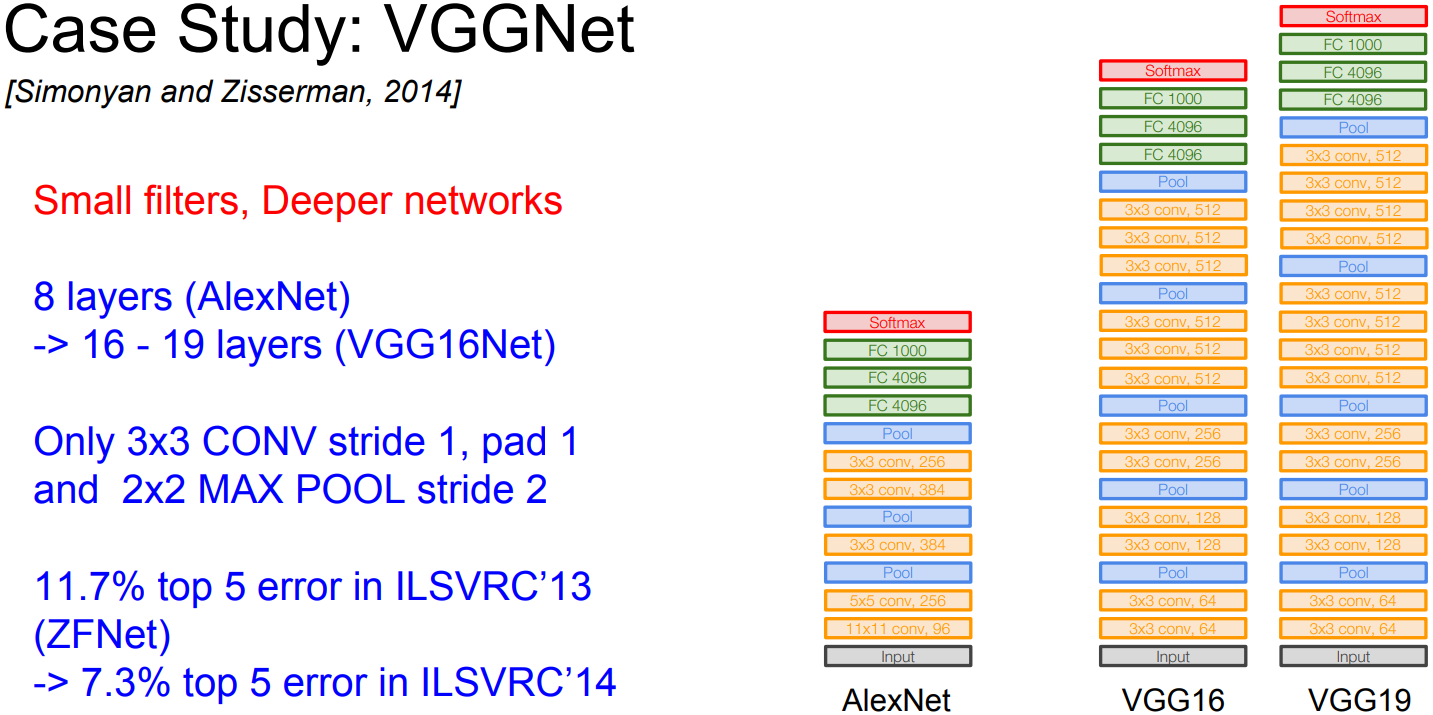 Case Study: VGGNet
[Simonyan and Zisserman, 2014]
Small filters, Deeper networks
8 layers (AlexNet)
-> 16 - 19 layers (VGG16Net)
Only 3x3 CONV stride 1, pad 1
and 2x2 MAX POOL stride 2
11.7% top 5 error in ILSVRC’13
(ZFNet)
-> 7.3% top 5 error in ILSVRC’14
Softmax
FC 1000
FC 4096
FC 4096
Pool
3x3 conv, 256
3x3 conv, 384
Pool
3x3 conv, 384
Pool
5x5 conv, 256
11x11 conv, 96
Input
AlexNet
Softmax
FC 1000
FC 4096
FC 4096
Pool
3x3 conv, 512
3x3 conv, 512
3x3 conv, 512
Pool
3x3 conv, 512
3x3 conv, 512
3x3 conv, 512
Pool
3x3 conv, 256
3x3 conv, 256
Pool
3x3 conv, 128
3x3 conv, 128
Pool
3x3 conv, 64
3x3 conv, 64
Input
VGG16
Softmax
FC 1000
FC 4096
FC 4096
Pool
3x3 conv, 512
3x3 conv, 512
3x3 conv, 512
3x3 conv, 512
Pool
3x3 conv, 512
3x3 conv, 512
3x3 conv, 512
3x3 conv, 512
Pool
3x3 conv, 256
3x3 conv, 256
Pool
3x3 conv, 128
3x3 conv, 128
Pool
3x3 conv, 64
3x3 conv, 64
Input
VGG19